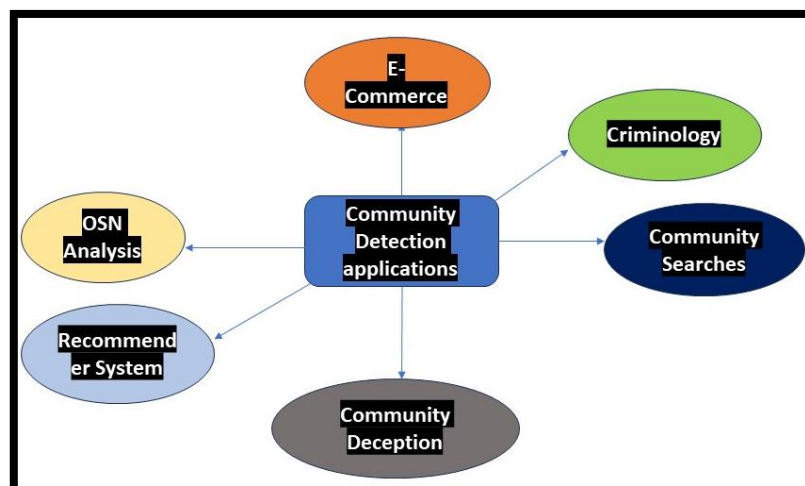 E-
Commerce
Criminology
OSN
Analysis
Community
Detection
applications
Community
Searches
Recommend
er System
Community
Deception